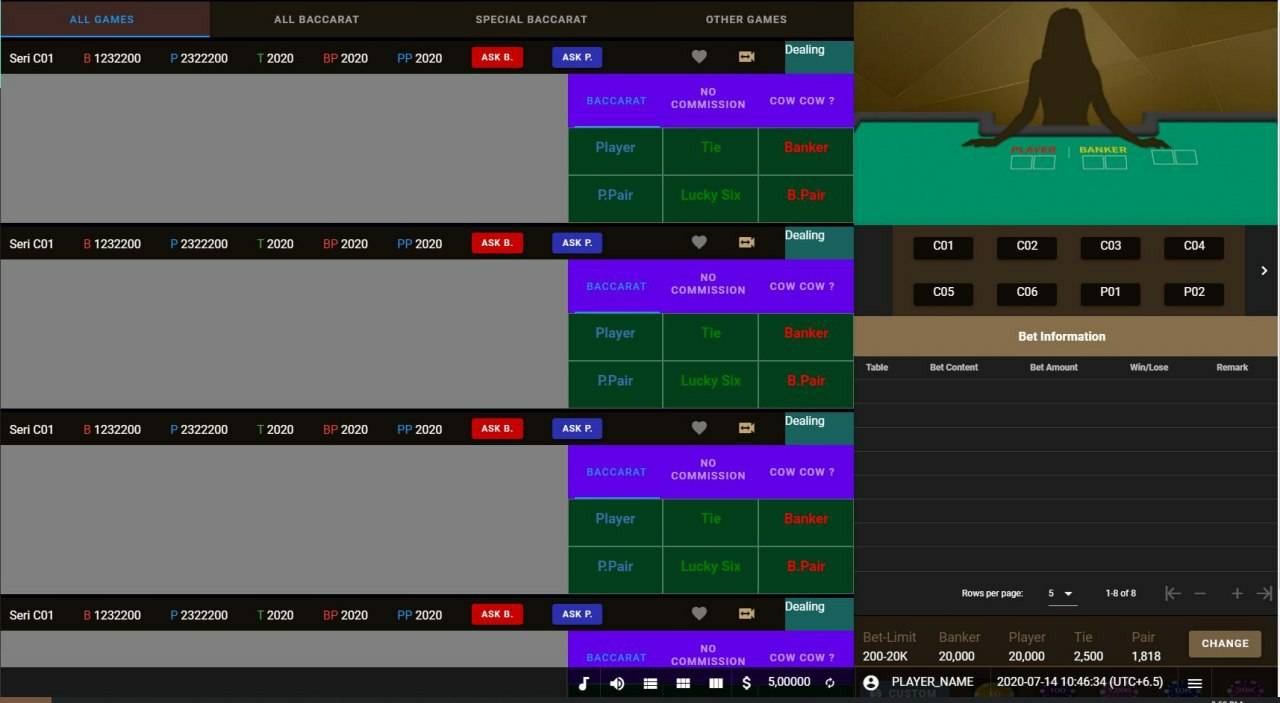 ALL GAMES ALL BACCARAT SPECIAL BACCARAT OTHER GAMES
Seri C01 B 1232200 P 2322200 T 2020 BP 2020 PP 2020 ASK B. ASK P. Dealing
BACCARAT NO COMMISSION COW COW ?
Player Tie Banker
P.Pair Lucky Six B.Pair
Seri C01 B 1232200 P 2322200 T 2020 BP 2020 PP 2020 ASK B. ASK P. Dealing
BACCARAT NO COMMISSION COW COW ?
Player Tie Banker
P.Pair Lucky Six B.Pair
Seri C01 B 1232200 P 2322200 T 2020 BP 2020 PP 2020 ASK B. ASK P. Dealing
BACCARAT NO COMMISSION COW COW ?
Player Tie Banker
P.Pair Lucky Six B.Pair
Seri C01 B 1232200 P 2322200 T 2020 BP 2020 PP 2020 ASK B. ASK P. Dealing
BACCARAT NO COMMISSION COW COW ?
$ 5,00000
PLAYER BANKER
C01 C02 C03 C04
C05 C06 P01 P02
Bet Information
Table Bet Content Bet Amount Win/Lose Remark
Rows per page: 5 1-8 of 8
Bet-Limit Banker Player Tie Pair
200-20K 20,000 20,000 2,500 1,818
CHANGE
PLAYER_NAME 2020-07-14 10:46:34 (UTC+6.5)
CUSTOM